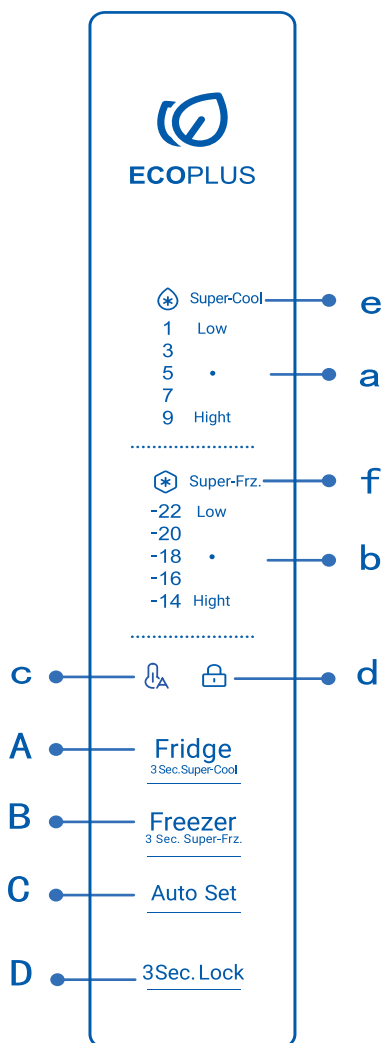 ECOPLUS
Super-Cool e
1 Low
3
5 a
7
9 Hight
Super-Frz. f
-22 Low
-20
-18 b
-16
-14 Hight
c A d
A Fridge
3 Sec.Super-Cool
B Freezer
3 Sec. Super-Frz.
C Auto Set
D 3Sec.Lock